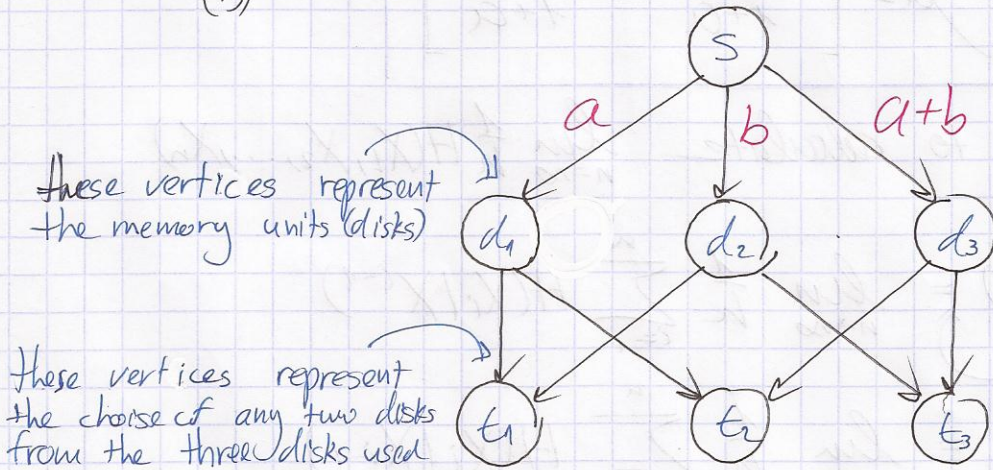 S
a
b
a+b
these vertices represent
the memory units (disks)
d1
d2
d3
these vertices represent
the choise of any two disks
from the three disks used
t1
t2
t3